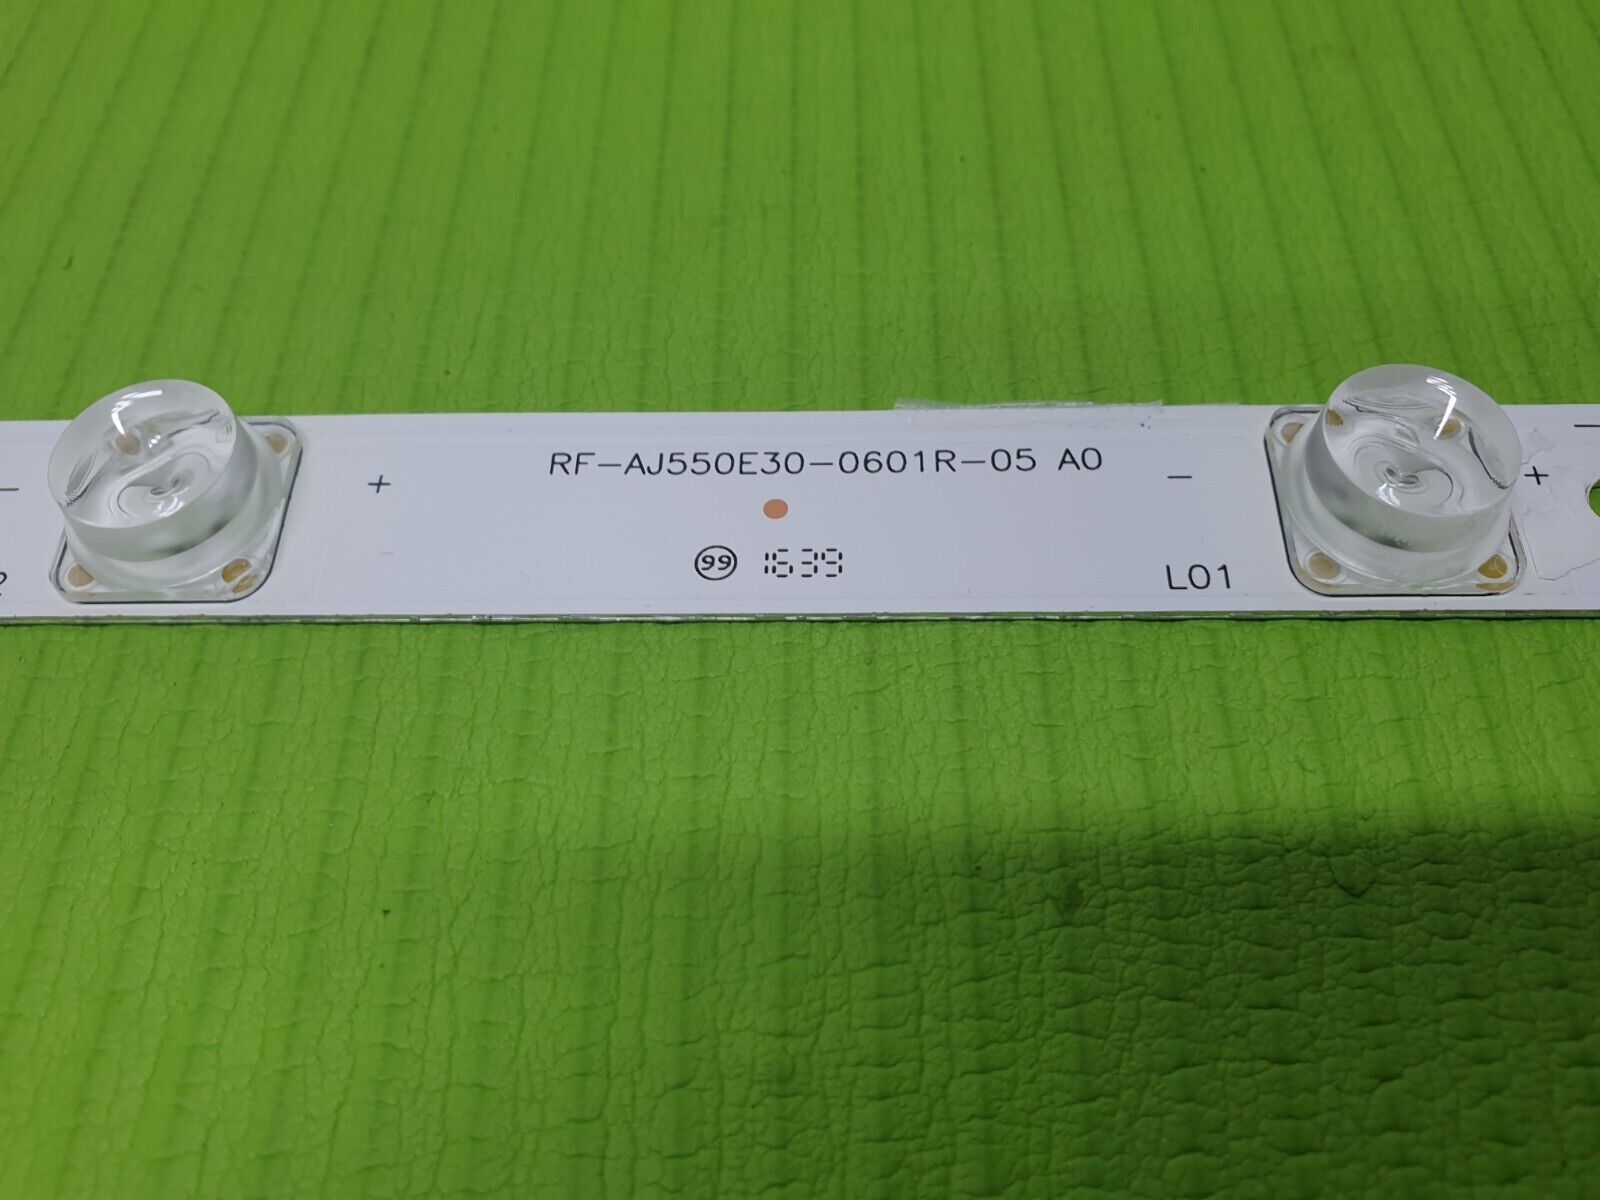 RF-AJ550E30-0601R-05 A0
- + - + -
99 1639
L01